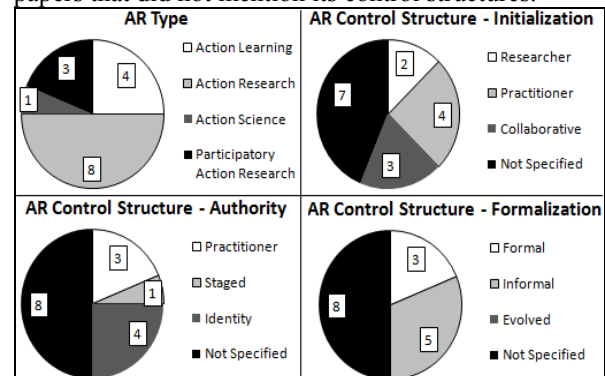 papers that did not mention its control structures.
AR Type
Action Learning
Action Research
Action Science
Participatory
Action Research
3
4
1
8
AR Control Structure - Initialization
Researcher
Practitioner
Collaborative
Not Specified
2
7
4
3
AR Control Structure - Authority
Practitioner
Staged
Identity
Not Specified
3
1
8
4
AR Control Structure - Formalization
Formal
Informal
Evolved
Not Specified
3
8
5